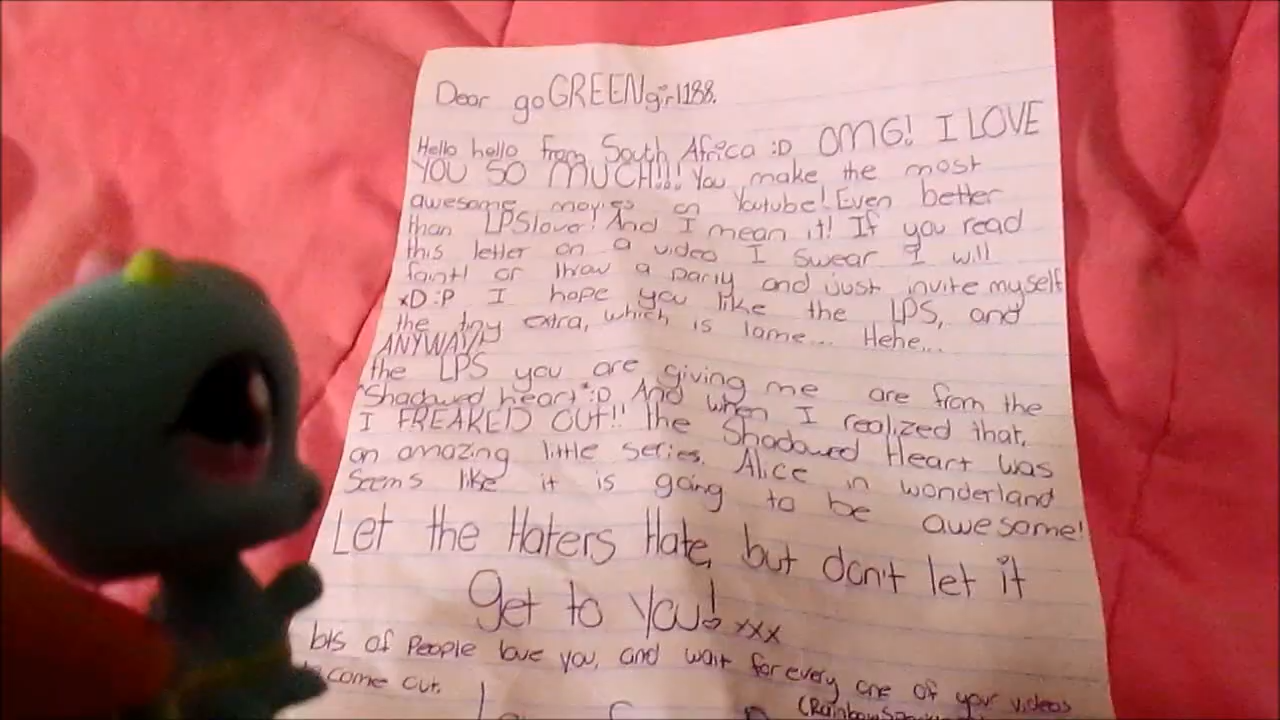 Dear goGREENgirl188.
Hello hello from South Africa :D OMG! I LOVE
YOU SO MUCH!!! You make the most
awesome movies on Youtube! Even better
than LPSlover! And I mean it! If you read
this letter on a video I swear I will
faint! or throw a party and just invite myself
xD :P I hope you like the LPS, and
the tiny extra, which is lame... Hehe...
ANYWAY!
the LPS you are giving me are from the
"Shadowed heart" :D And when I realized that,
I FREAKED OUT!! the Shadowed Heart was
an amazing little series. Alice in wonderland
Seems like it is going to be awesome!
Let the Haters Hate, but don't let it
get to you! xxx
lots of People love you, and wait for every one of your videos
to come out.